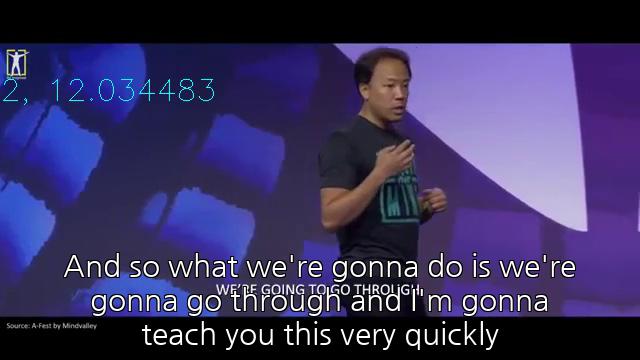 2, 12.034483
And so what we're gonna do is we're
WE'RE GOING TO GO THROUGH
gonna go through and I'm gonna
Source: A-Fest by Mindvalley
teach you this very quickly